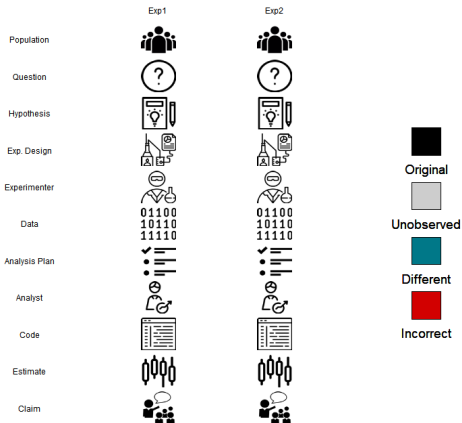 Exp1 Exp2
Population
Question
?
?
Hypothesis
Exp. Design
Original
Experimenter
Unobserved
Data
01100 01100
10110 10110
11110 11110
Analysis Plan
Different
Analyst
Code
Incorrect
Estimate
Claim